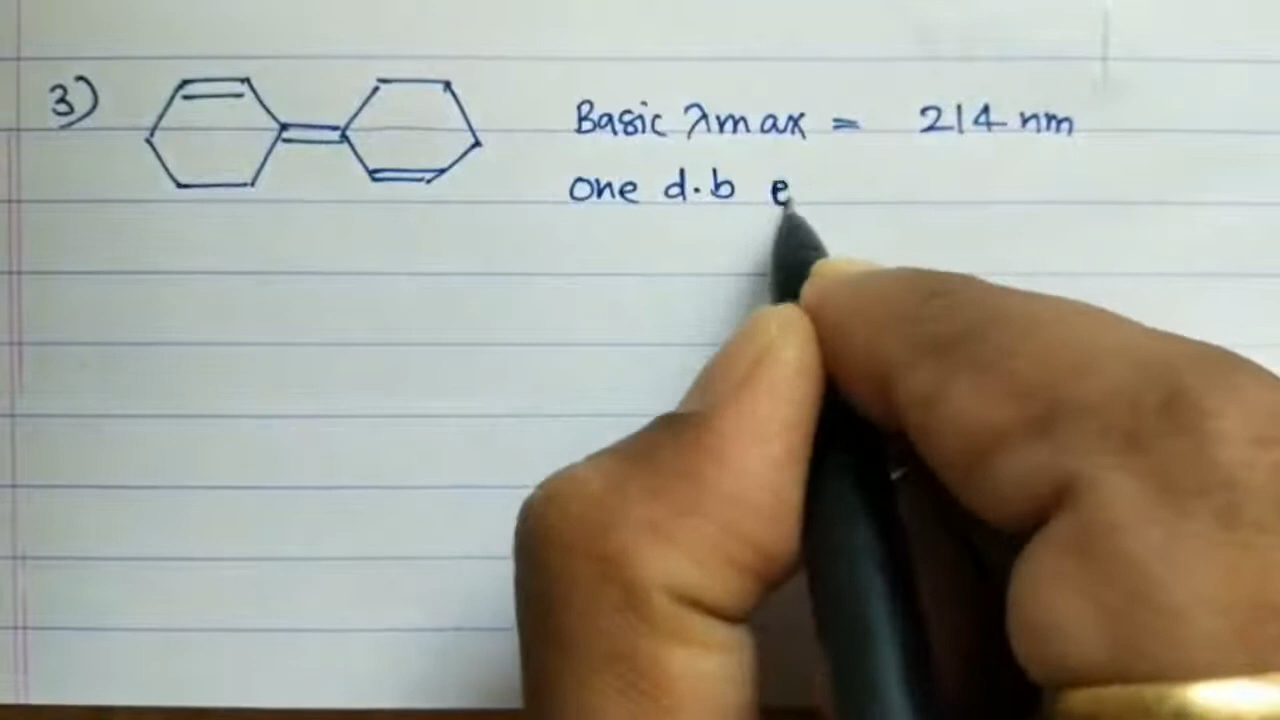 3)
Basic λmax = 214 nm
one d.b e